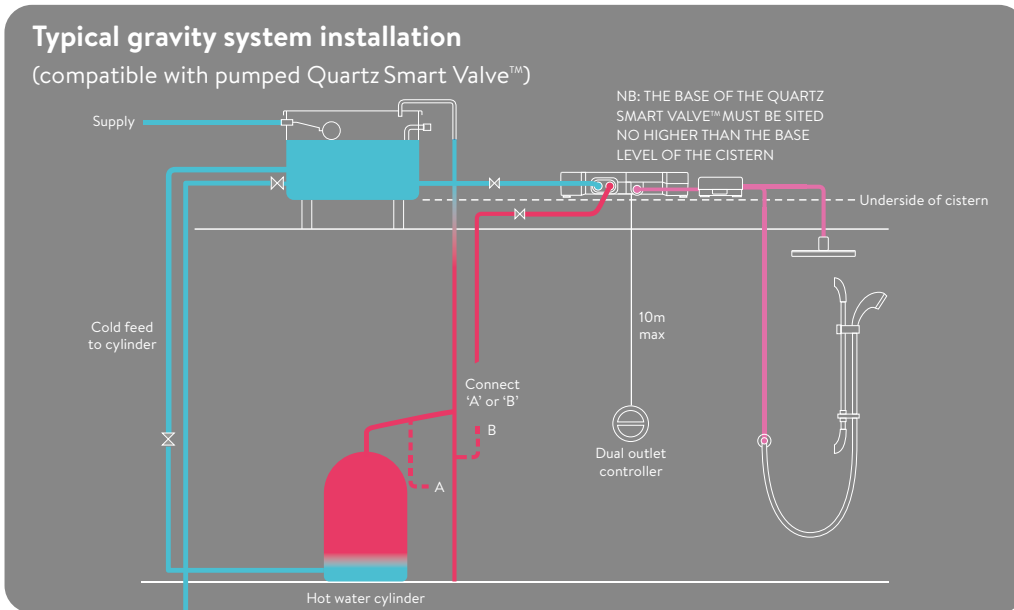 Typical gravity system installation
(compatible with pumped Quartz Smart Valve™)
Supply
NB: THE BASE OF THE QUARTZ
SMART VALVE™ MUST BE SITED
NO HIGHER THAN THE BASE
LEVEL OF THE CISTERN
Underside of cistern
Cold feed
to cylinder
10m
max
Connect
‘A’ or ‘B’
B
A
Dual outlet
controller
Hot water cylinder